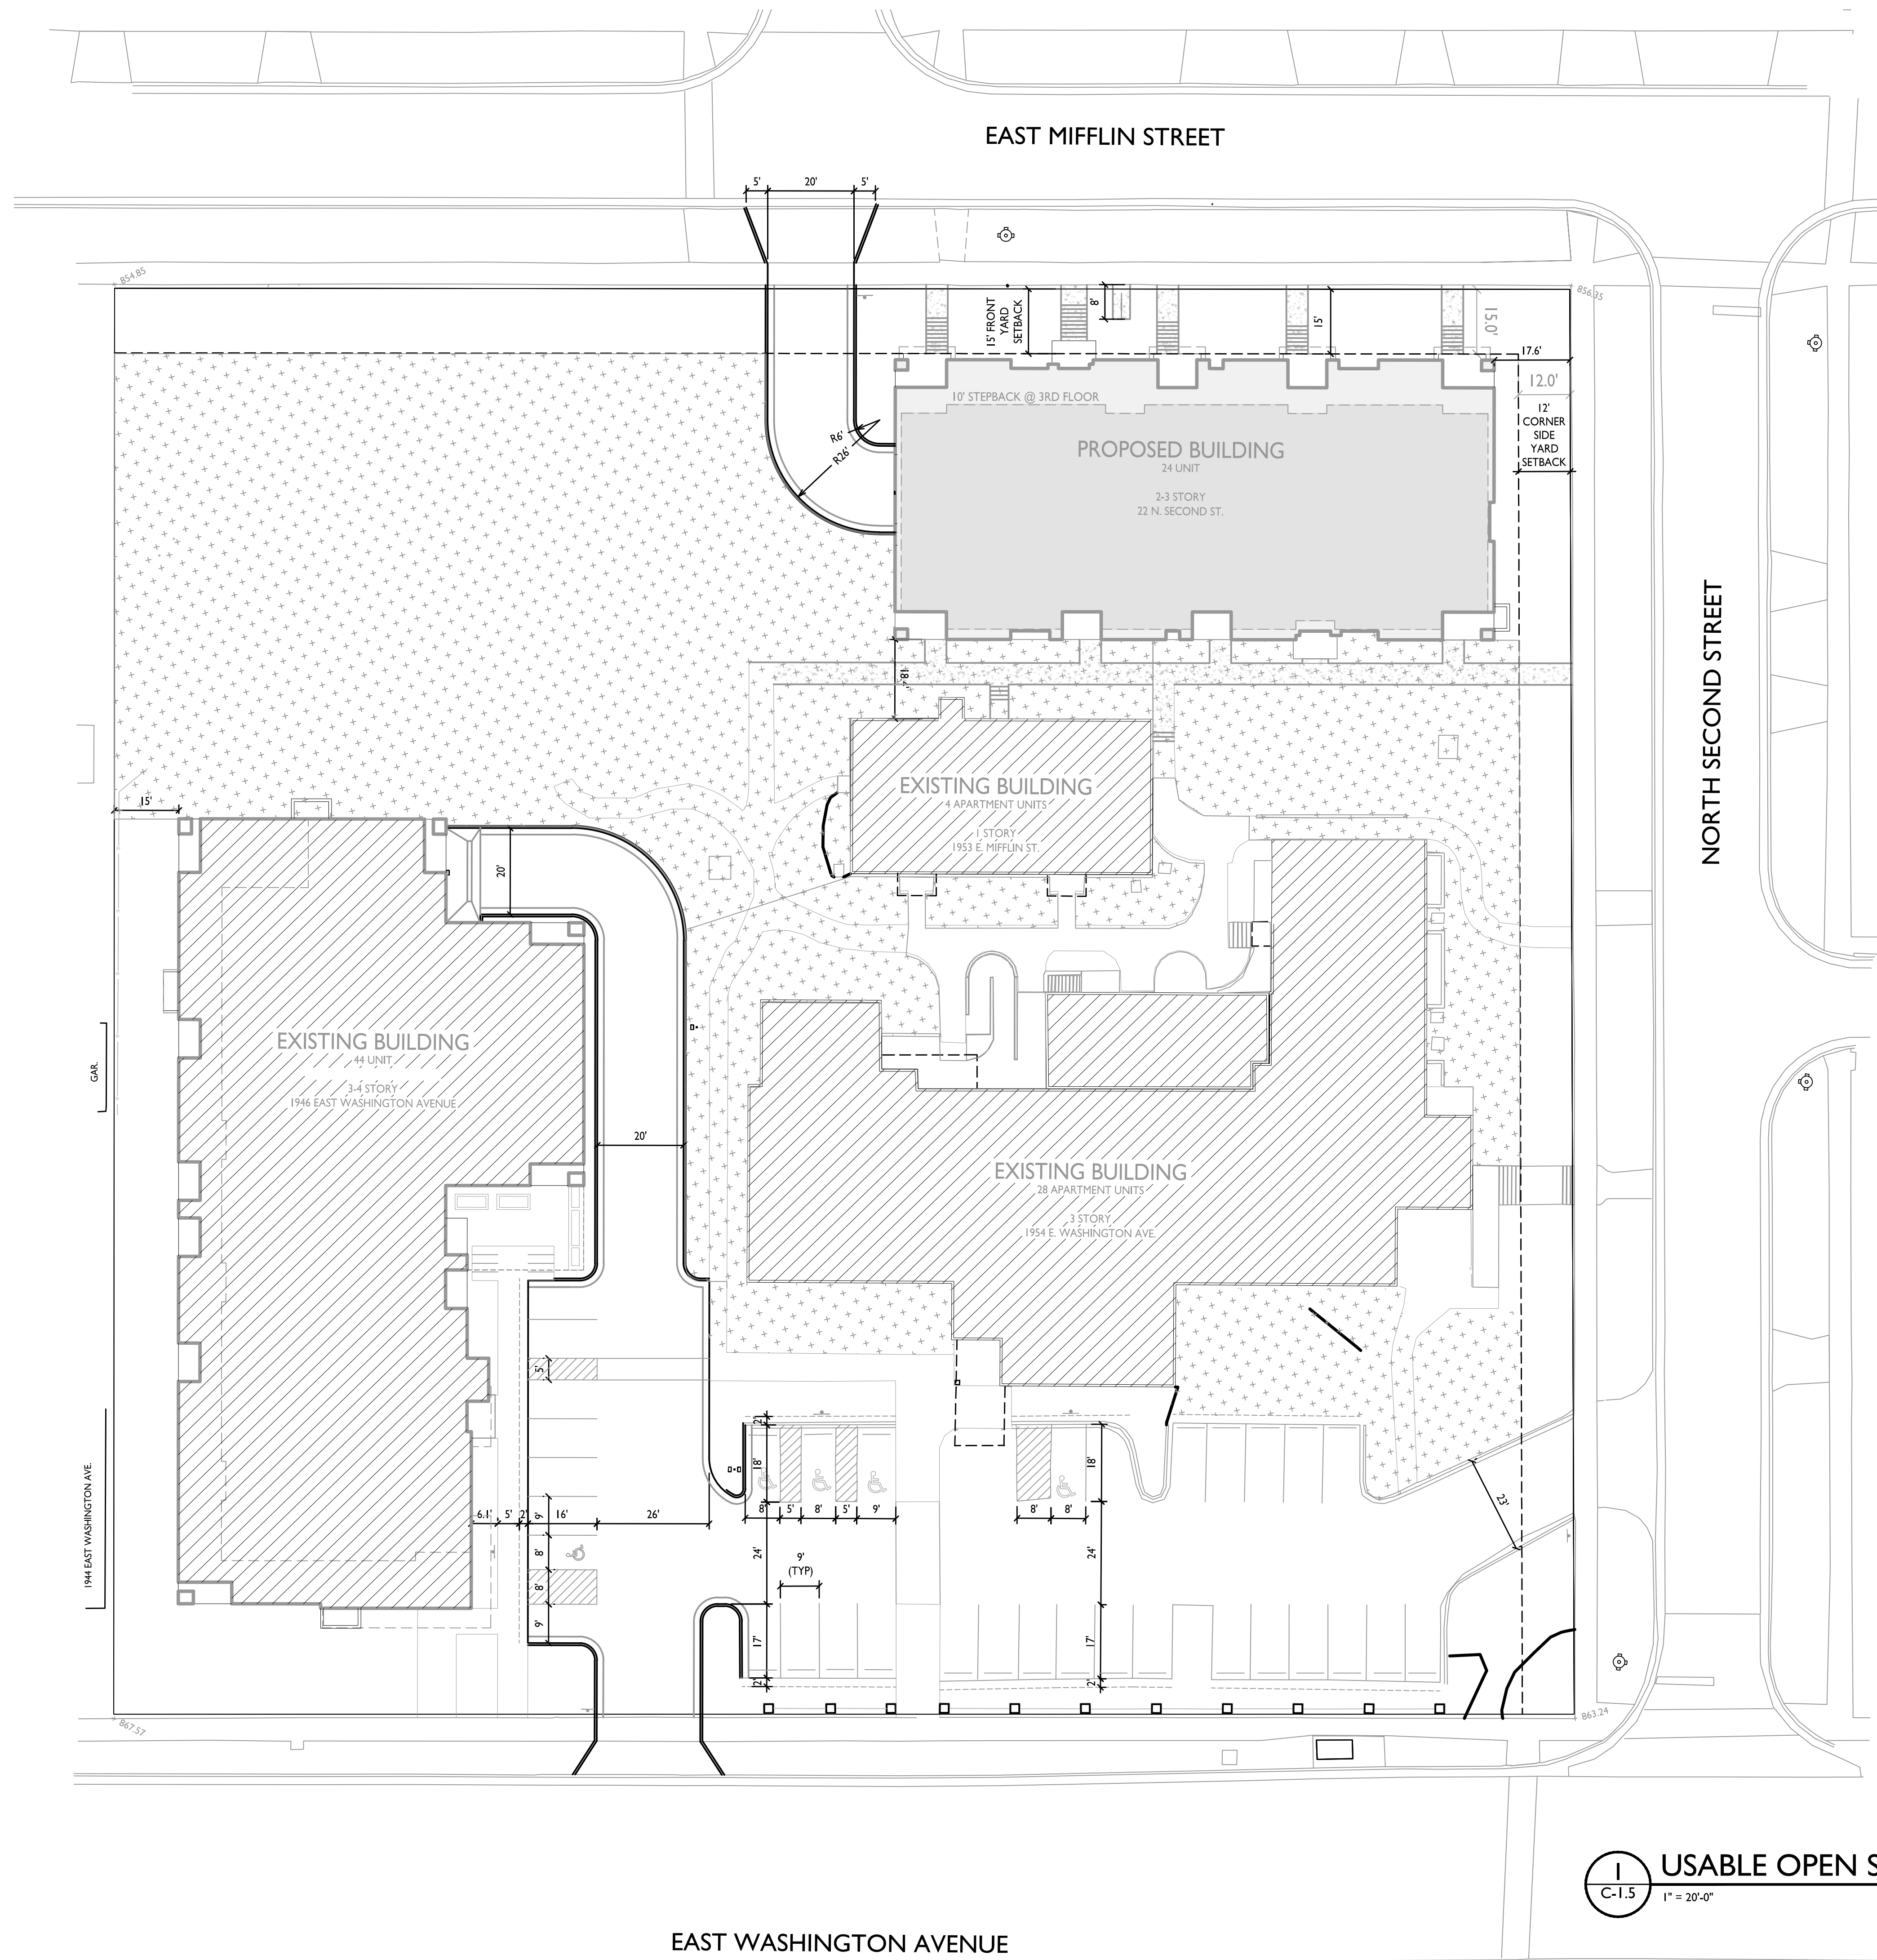 EAST MIFFLIN STREET
5'
20'
5'
854.85
856.35
15' FRONT
YARD
SETBACK
8'
15'
15.0'
17.6'
12.0'
12'
CORNER
SIDE
YARD
SETBACK
10' STEPBACK @ 3RD FLOOR
R6'
R26'
PROPOSED BUILDING
24 UNIT
2-3 STORY
22 N. SECOND ST.
NORTH SECOND STREET
15'
EXISTING BUILDING
4 APARTMENT UNITS
1 STORY
1953 E. MIFFLIN ST.
20'
EXISTING BUILDING
44 UNIT
3-4 STORY
1946 EAST WASHINGTON AVENUE
GAR.
20'
EXISTING BUILDING
28 APARTMENT UNITS
3 STORY
1954 E. WASHINGTON AVE.
5'
2'
18'
18'
1944 EAST WASHINGTON AVE.
6.1'
5'
2'
9'
16'
26'
8'
5'
8'
5'
9'
8'
8'
23'
8'
24'
9'
(TYP)
24'
8'
9'
17'
17'
2'
2'
867.57
863.24
1
C-1.5
USABLE OPEN
1" = 20'-0"
EAST WASHINGTON AVENUE